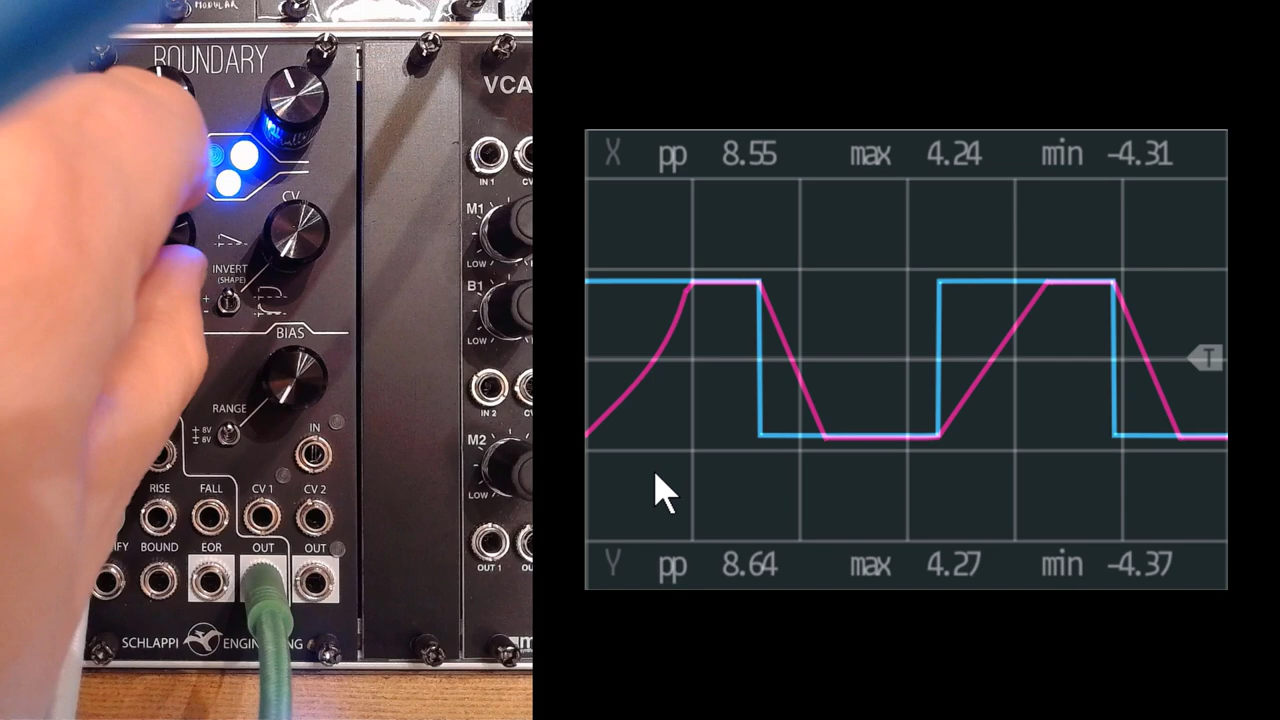 MODULAR
BOUNDARY
VCA
IN 1
CV
M1
INVERT
(SHAPE)
LOW
B1
BIAS
LOW
RANGE
± 8V
+ 8V
IN
IN 2
M2
RISE FALL CV 1 CV 2
LOW
BOUND EOR OUT OUT
OUT 1
SCHLAPPI
X pp 8.55 max 4.24 min -4.31
T
Y pp 8.64 max 4.27 min -4.37